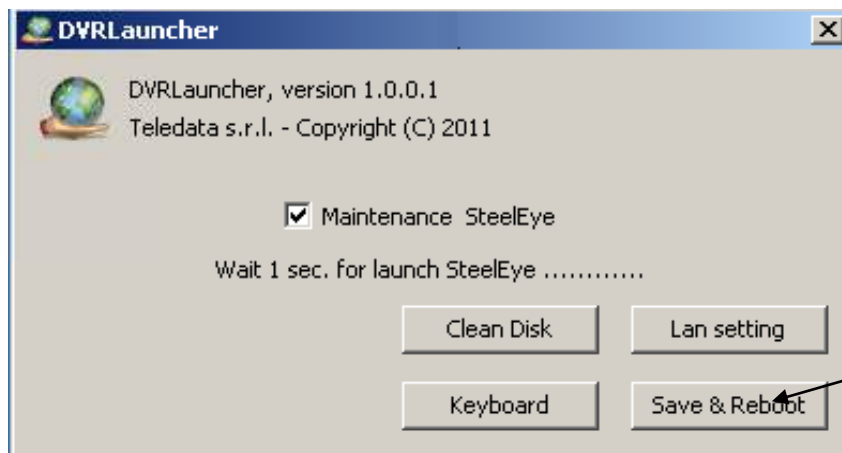 DVRLauncher
DVRLauncher, version 1.0.0.1
Teledata s.r.l. - Copyright (C) 2011
Maintenance SteelEye
Wait 1 sec. for launch SteelEye ............
Clean Disk
Lan setting
Keyboard
Save & Reboot